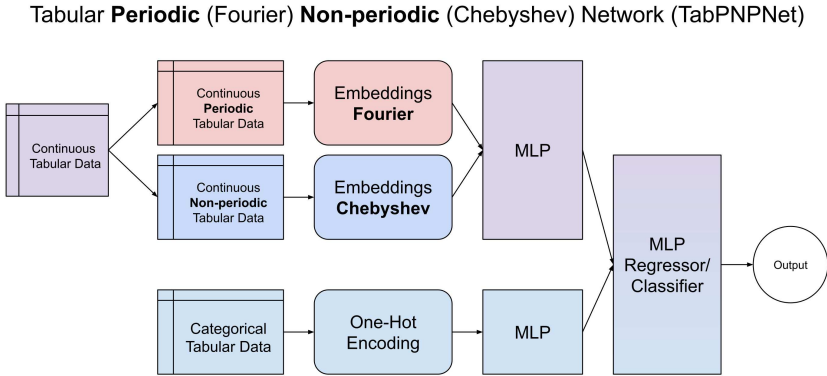 Tabular Periodic (Fourier) Non-periodic (Chebyshev) Network (TabPNPNet)
Continuous
Tabular Data
Continuous
Periodic
Tabular Data
Embeddings
Fourier
Continuous
Non-periodic
Tabular Data
Embeddings
Chebyshev
MLP
Categorical
Tabular Data
One-Hot
Encoding
MLP
MLP
Regressor/
Classifier
Output